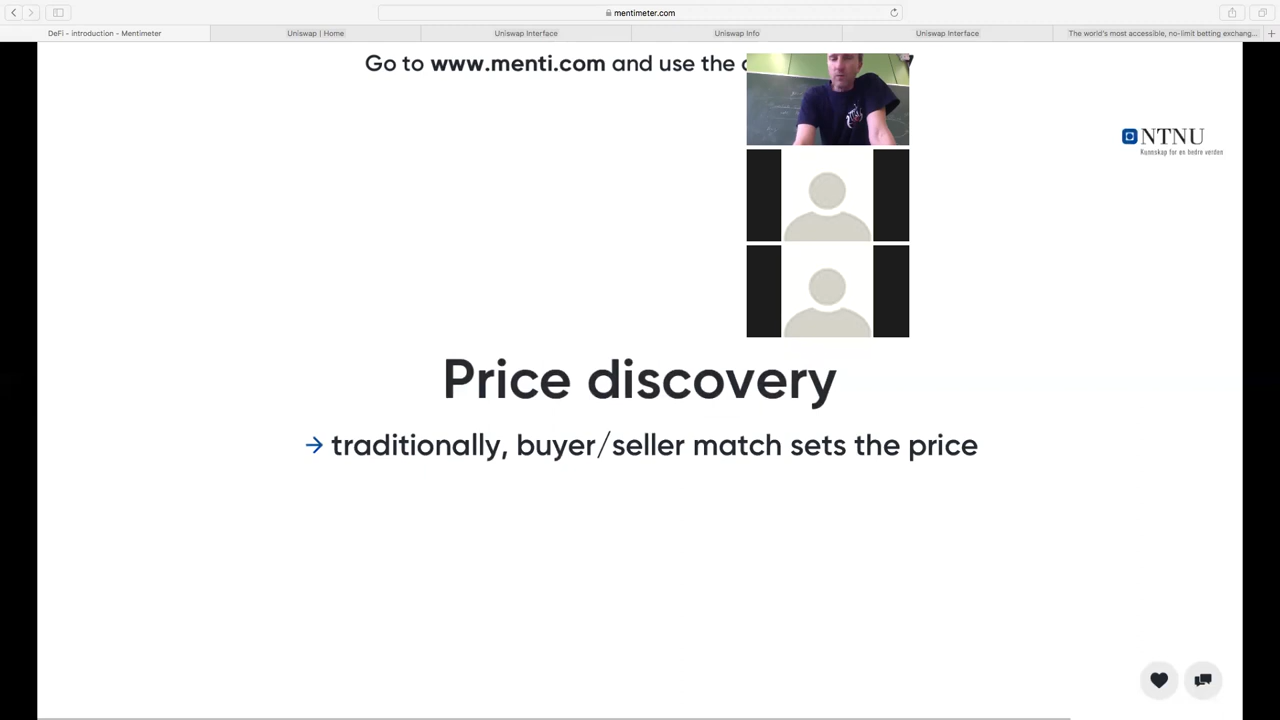 mentimeter.com
DeFi - introduction - Mentimeter
Uniswap | Home
Uniswap Interface
Uniswap Info
Uniswap Interface
The world's most accessible, no-limit betting exchang...
Go to www.menti.com and use the
NTNU
Kunnskap for en bedre verden
Price discovery
→ traditionally, buyer/seller match sets the price